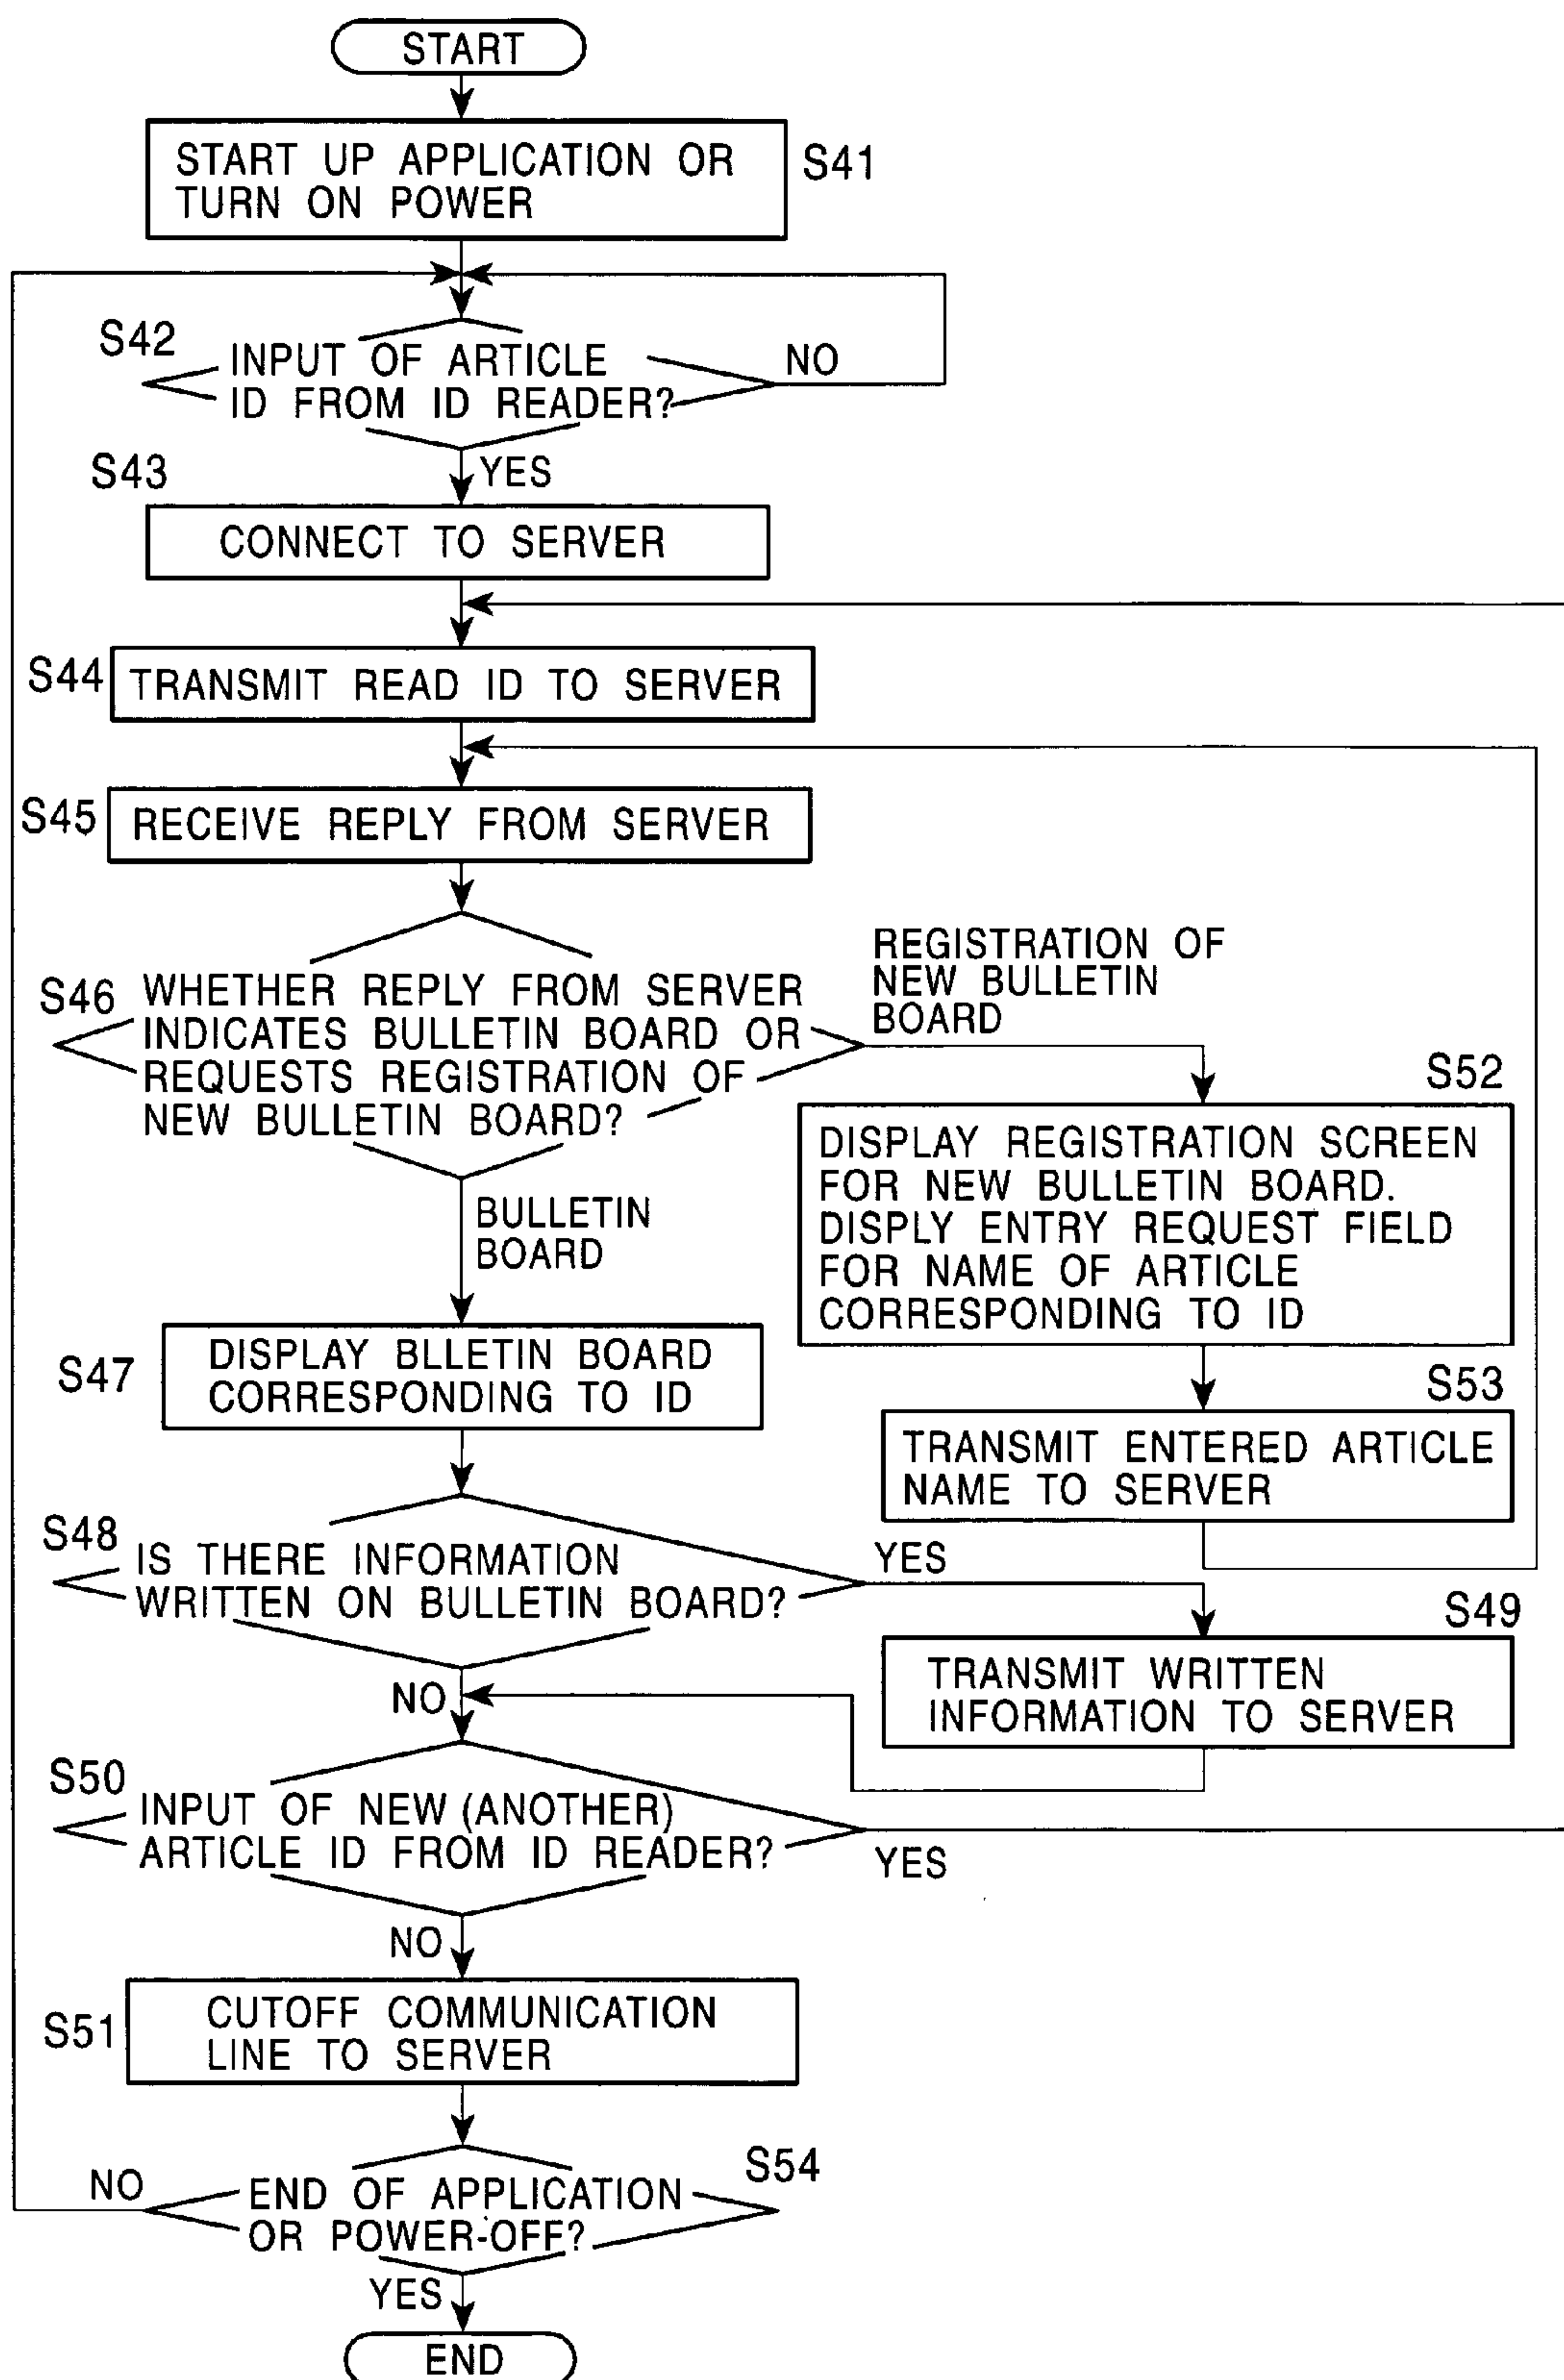 START
START UP APPLICATION OR
TURN ON POWER
S41
S42
INPUT OF ARTICLE
ID FROM ID READER?
NO
YES
S43
CONNECT TO SERVER
S44
TRANSMIT READ ID TO SERVER
S45
RECEIVE REPLY FROM SERVER
S46
WHETHER REPLY FROM SERVER
INDICATES BULLETIN BOARD OR
REQUESTS REGISTRATION OF
NEW BULLETIN BOARD?
REGISTRATION OF
NEW BULLETIN
BOARD
S52
DISPLAY REGISTRATION SCREEN
FOR NEW BULLETIN BOARD.
DISPLY ENTRY REQUEST FIELD
FOR NAME OF ARTICLE
CORRESPONDING TO ID
BULLETIN
BOARD
S47
DISPLAY BLLETIN BOARD
CORRESPONDING TO ID
S53
TRANSMIT ENTERED ARTICLE
NAME TO SERVER
S48
IS THERE INFORMATION
WRITTEN ON BULLETIN BOARD?
YES
S49
TRANSMIT WRITTEN
INFORMATION TO SERVER
NO
S50
INPUT OF NEW (ANOTHER)
ARTICLE ID FROM ID READER?
YES
NO
S51
CUTOFF COMMUNICATION
LINE TO SERVER
S54
NO
END OF APPLICATION
OR POWER-OFF?
YES
END